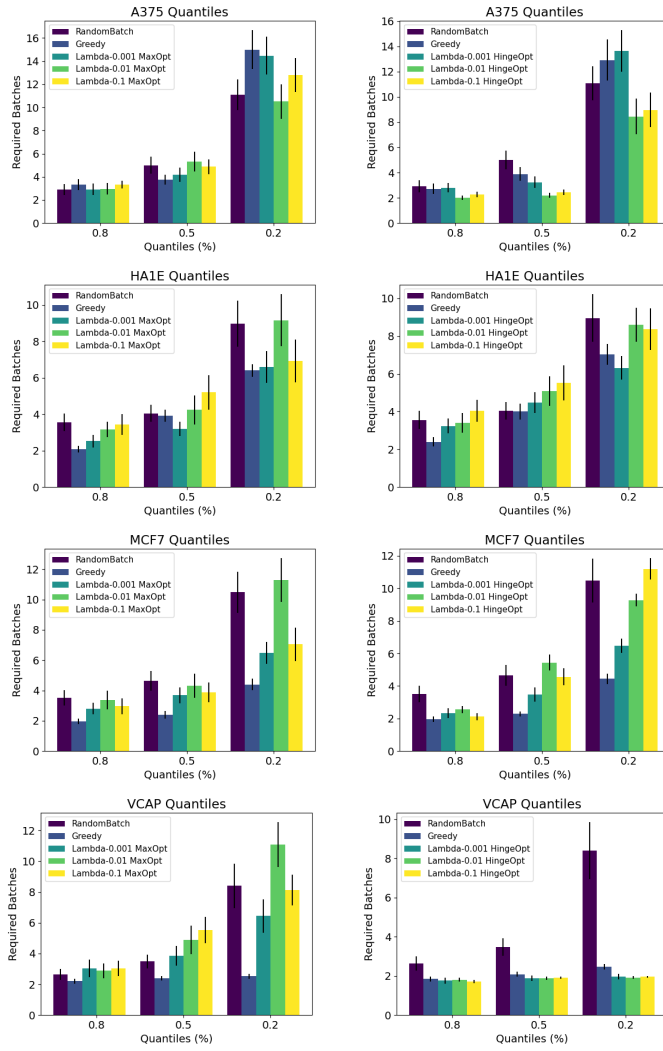 A375 Quantiles
RandomBatch
Greedy
Lambda-0.001 MaxOpt
Lambda-0.01 MaxOpt
Lambda-0.1 MaxOpt
Required Batches
16
14
12
10
8
6
4
2
0
0.8 0.5 0.2
Quantiles (%)
A375 Quantiles
RandomBatch
Greedy
Lambda-0.001 HingeOpt
Lambda-0.01 HingeOpt
Lambda-0.1 HingeOpt
Required Batches
16
14
12
10
8
6
4
2
0
0.8 0.5 0.2
Quantiles (%)
HA1E Quantiles
RandomBatch
Greedy
Lambda-0.001 MaxOpt
Lambda-0.01 MaxOpt
Lambda-0.1 MaxOpt
Required Batches
10
8
6
4
2
0
0.8 0.5 0.2
Quantiles (%)
HA1E Quantiles
RandomBatch
Greedy
Lambda-0.001 HingeOpt
Lambda-0.01 HingeOpt
Lambda-0.1 HingeOpt
Required Batches
10
8
6
4
2
0
0.8 0.5 0.2
Quantiles (%)
MCF7 Quantiles
RandomBatch
Greedy
Lambda-0.001 MaxOpt
Lambda-0.01 MaxOpt
Lambda-0.1 MaxOpt
Required Batches
12
10
8
6
4
2
0
0.8 0.5 0.2
Quantiles (%)
MCF7 Quantiles
RandomBatch
Greedy
Lambda-0.001 HingeOpt
Lambda-0.01 HingeOpt
Lambda-0.1 HingeOpt
Required Batches
12
10
8
6
4
2
0
0.8 0.5 0.2
Quantiles (%)
VCAP Quantiles
RandomBatch
Greedy
Lambda-0.001 MaxOpt
Lambda-0.01 MaxOpt
Lambda-0.1 MaxOpt
Required Batches
12
10
8
6
4
2
0
0.8 0.5 0.2
Quantiles (%)
VCAP Quantiles
RandomBatch
Greedy
Lambda-0.001 HingeOpt
Lambda-0.01 HingeOpt
Lambda-0.1 HingeOpt
Required Batches
10
8
6
4
2
0
0.8 0.5 0.2
Quantiles (%)